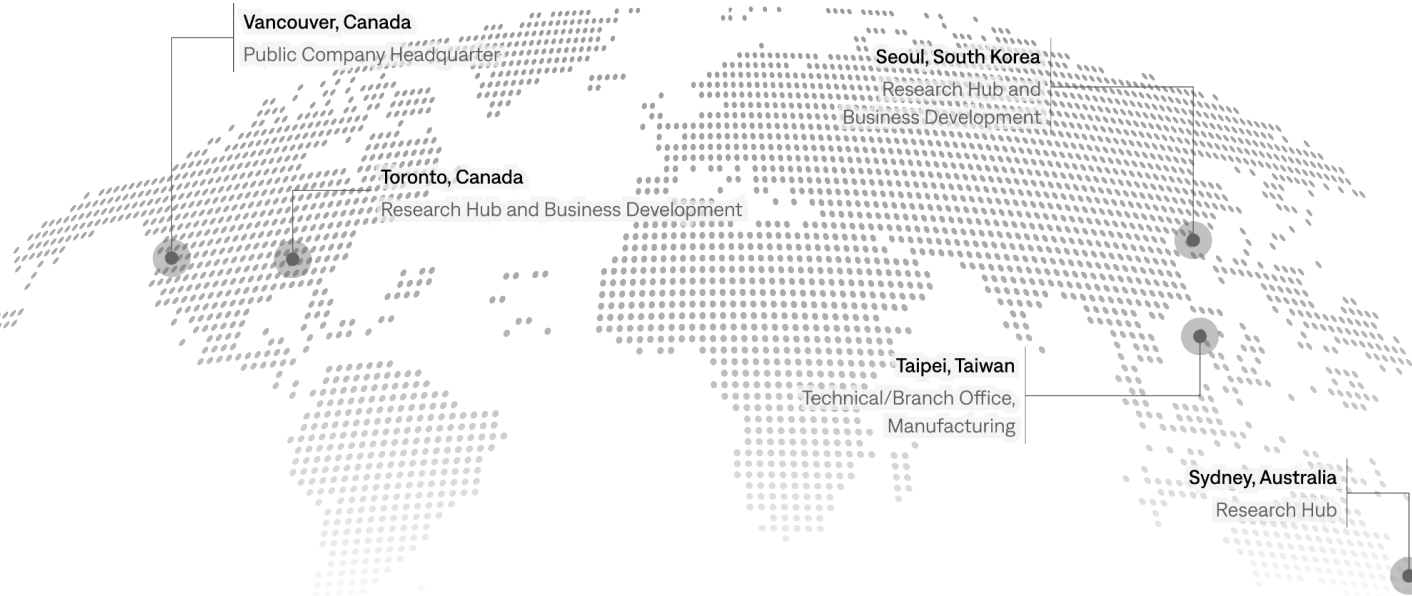 Vancouver, Canada
Public Company Headquarter
Seoul, South Korea
Research Hub and
Business Development
Toronto, Canada
Research Hub and Business Development
Taipei, Taiwan
Technical/Branch Office,
Manufacturing
Sydney, Australia
Research Hub